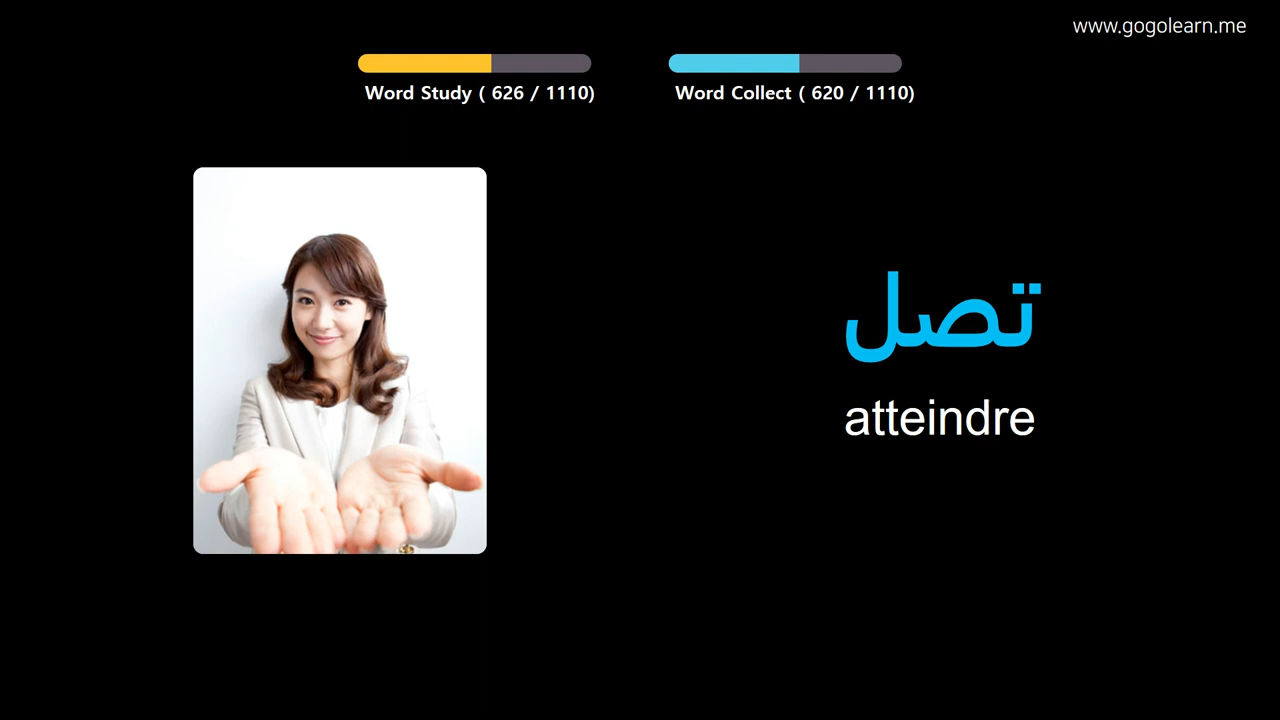 www.gogolearn.me
Word Study ( 626 / 1110)
Word Collect ( 620 / 1110)
تصل
atteindre